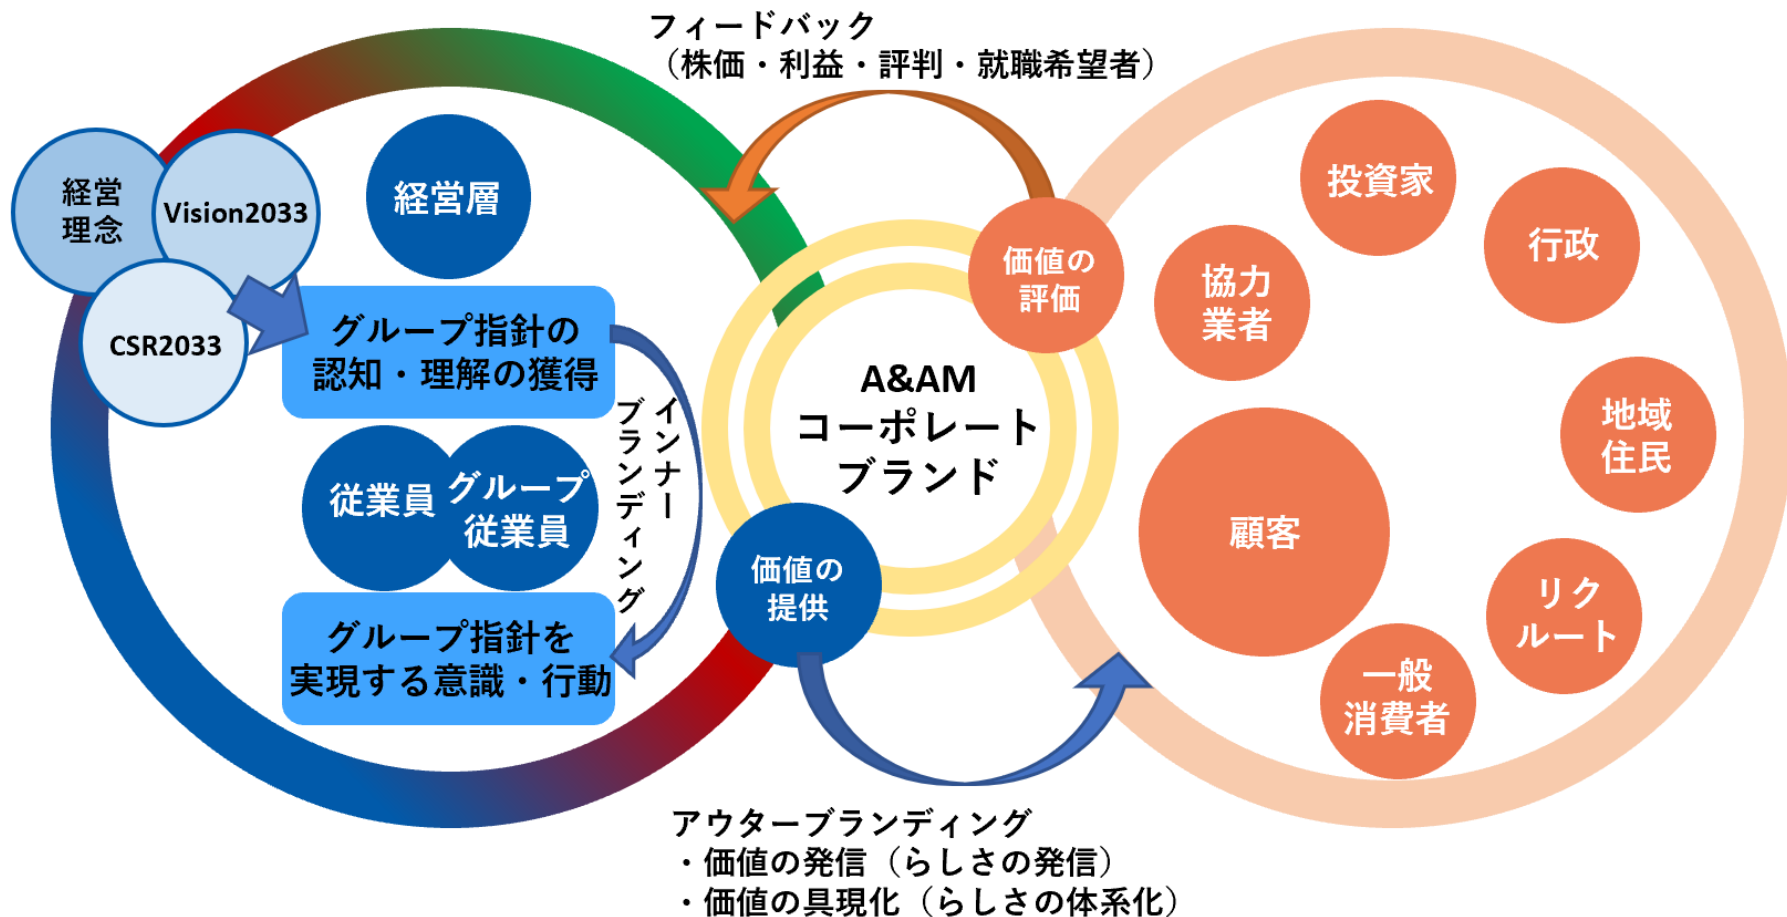 フィードバック
（株価・利益・評判・就職希望者）
経営
理念
Vision2033
CSR2033
経営層
グループ指針の
認知・理解の獲得
インナー
ブランディング
従業員
グループ
従業員
グループ指針を
実現する意識・行動
価値の
評価
A&AM
コーポレート
ブランド
価値の
提供
投資家
行政
協力
業者
地域
住民
顧客
リク
ルート
一般
消費者
アウターブランディング
・価値の発信（らしさの発信）
・価値の具現化（らしさの体系化）